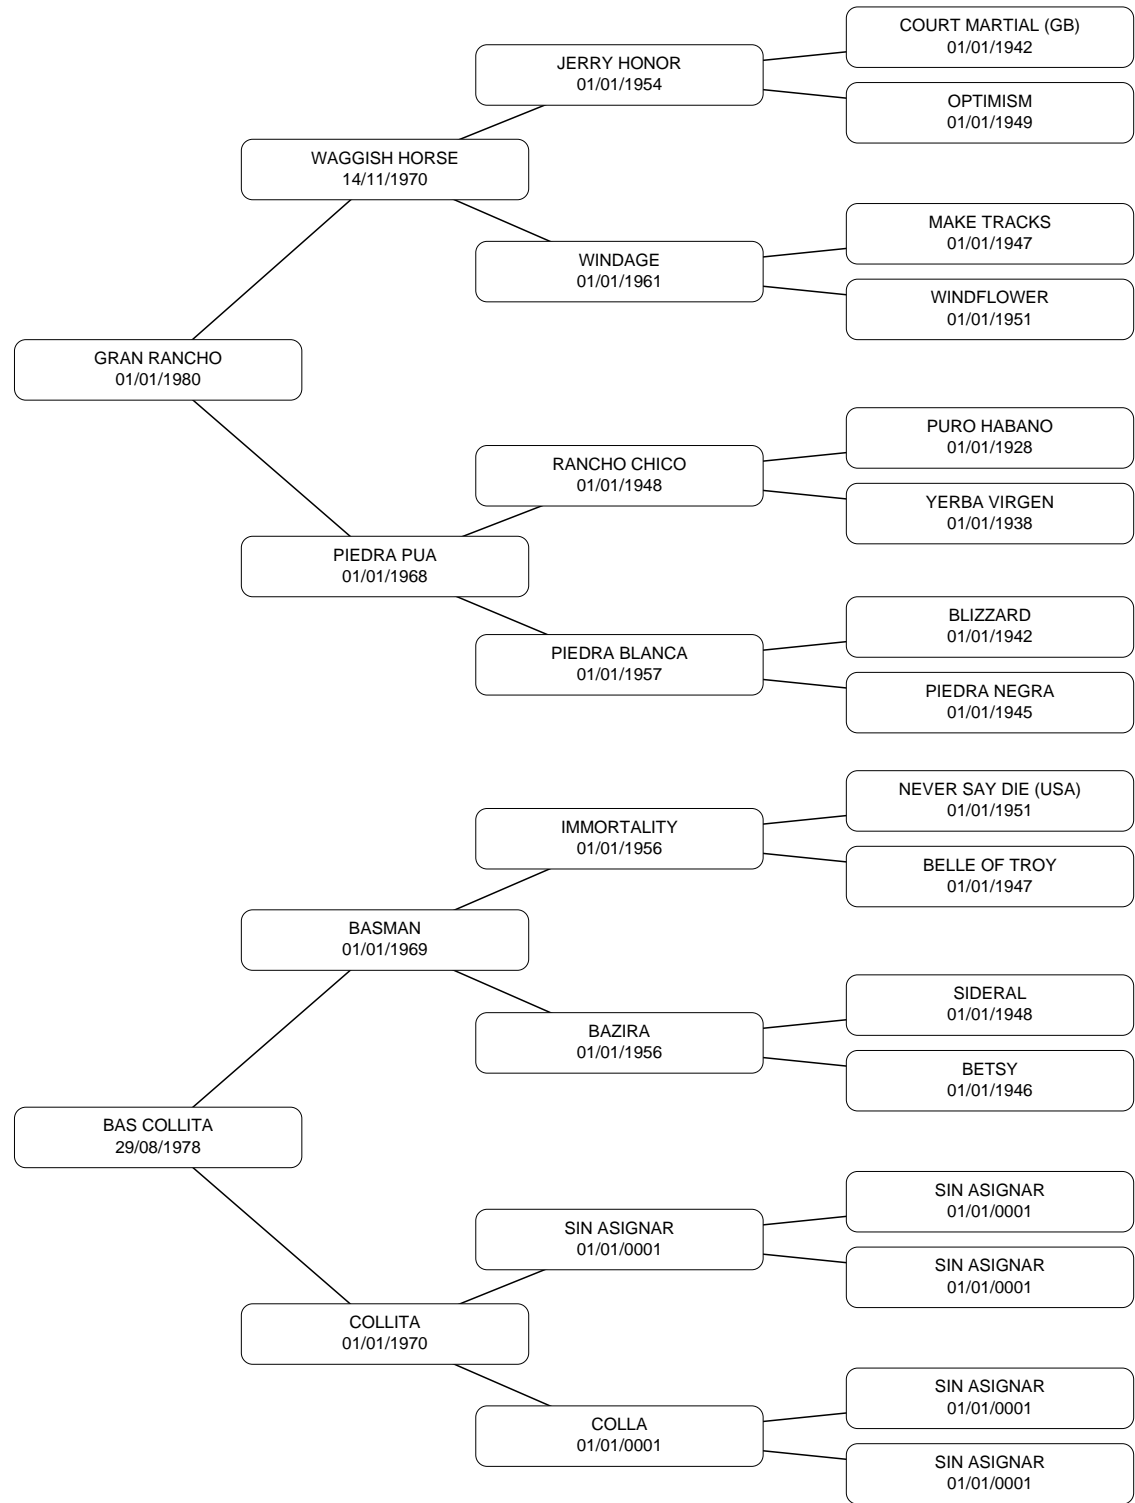 COURT MARTIAL (GB)
01/01/1942
JERRY HONOR
01/01/1954
OPTIMISM
01/01/1949
WAGGISH HORSE
14/11/1970
MAKE TRACKS
01/01/1947
WINDAGE
01/01/1961
WINDFLOWER
01/01/1951
GRAN RANCHO
01/01/1980
PURO HABANO
01/01/1928
RANCHO CHICO
01/01/1948
YERBA VIRGEN
01/01/1938
PIEDRA PUA
01/01/1968
BLIZZARD
01/01/1942
PIEDRA BLANCA
01/01/1957
PIEDRA NEGRA
01/01/1945
NEVER SAY DIE (USA)
01/01/1951
IMMORTALITY
01/01/1956
BELLE OF TROY
01/01/1947
BASMAN
01/01/1969
SIDERAL
01/01/1948
BAZIRA
01/01/1956
BETSY
01/01/1946
BAS COLLITA
29/08/1978
SIN ASIGNAR
01/01/0001
SIN ASIGNAR
01/01/0001
SIN ASIGNAR
01/01/0001
COLLITA
01/01/1970
SIN ASIGNAR
01/01/0001
COLLA
01/01/0001
SIN ASIGNAR
01/01/0001